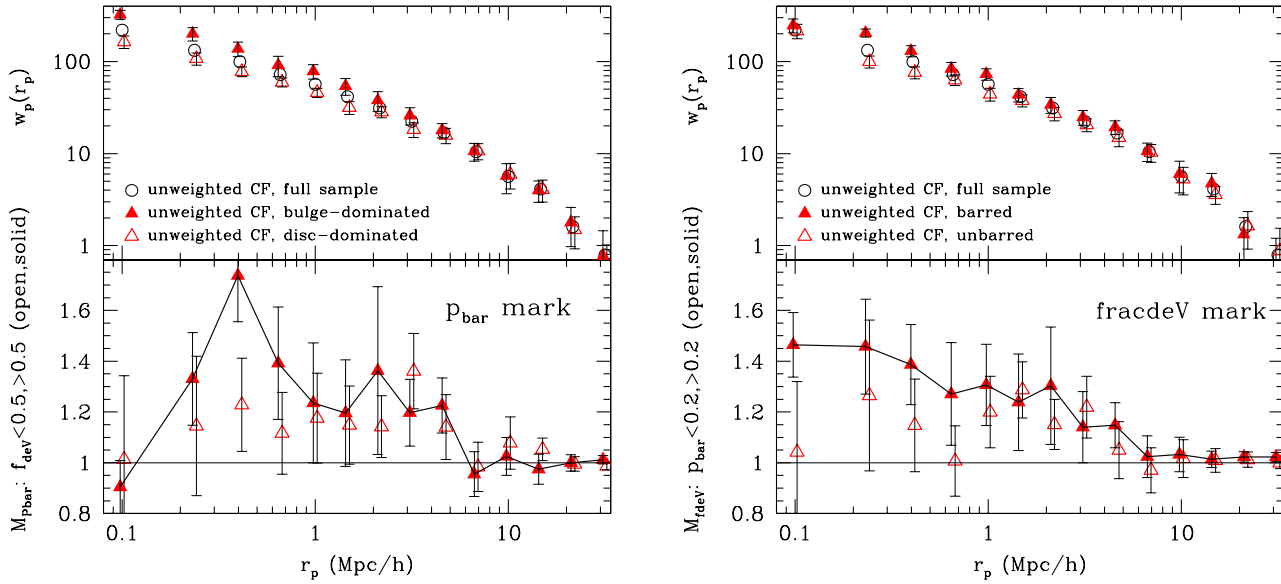 w_p(r_p)
100
10
1
unweighted CF, full sample
unweighted CF, bulge-dominated
unweighted CF, disc-dominated
M_Pbar: f_deV<0.5,>0.5 (open,solid)
1.6
1.4
1.2
1
0.8
p_bar mark
0.1
1
10
r_p (Mpc/h)
w_p(r_p)
100
10
1
unweighted CF, full sample
unweighted CF, barred
unweighted CF, unbarred
M_fdeV: p_bar<0.2,>0.2 (open,solid)
1.6
1.4
1.2
1
0.8
fracdeV mark
0.1
1
10
r_p (Mpc/h)